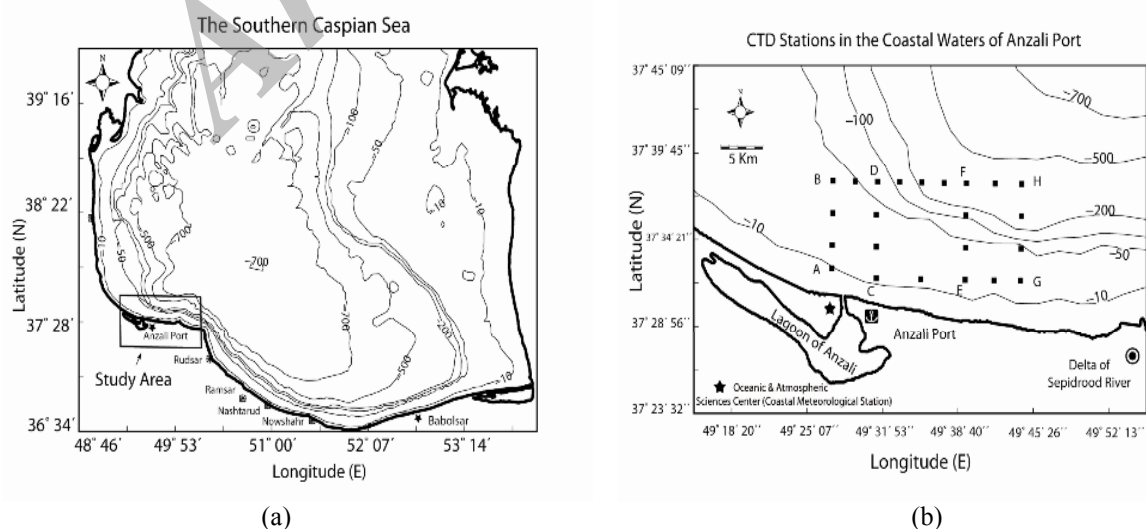 The Southern Caspian Sea
N
39° 16´
38° 22´
37° 28´
36° 34´
Latitude (N)
48° 46´ 49° 53´ 51° 00´ 52° 07´ 53° 14´
Longitude (E)
-100
-50
-10
-10
-50
-500
-700
-200
-700
-500
-200
-10
Anzali Port
Study Area
Rudsar
Ramsar
Nashtarud
Nowshahr
Babolsar
(a)
CTD Stations in the Coastal Waters of Anzali Port
N
5 Km
37° 45´ 09´´
37° 39´ 45´´
37° 34´ 21´´
37° 28´ 56´´
37° 23´ 32´´
Latitude (N)
-700
-100
-500
-200
-50
-10
-10
B D F H
A C E G
Lagoon of Anzali
Anzali Port
Delta of
Sepidrood River
Oceanic & Atmospheric
Sciences Center (Coastal Meteorological Station)
49° 18´ 20´´ 49° 25´ 07´´ 49° 31´ 53´´ 49° 38´ 40´´ 49° 45´ 26´´ 49° 52´ 13´´
Longitude (E)
(b)